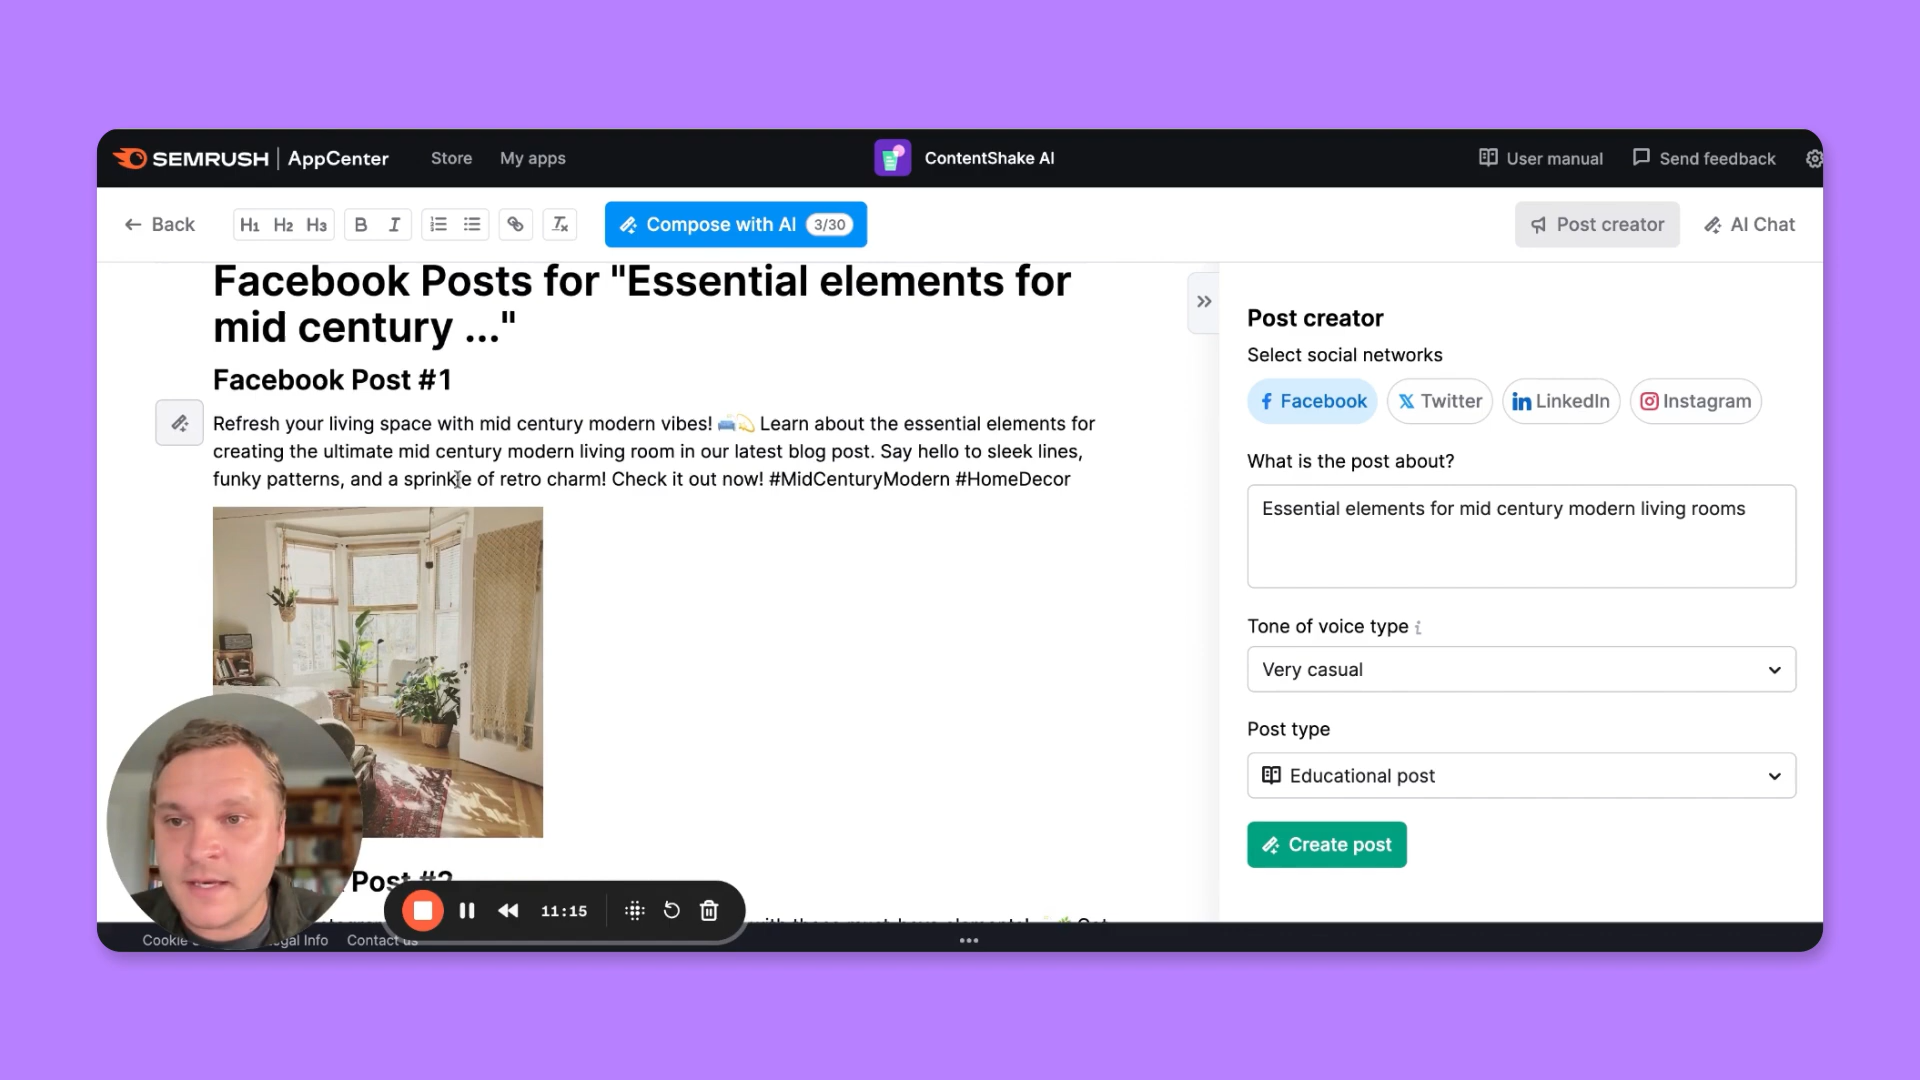 SEMRUSH | AppCenter Store My apps ContentShake AI User manual Send feedback
Back H1 H2 H3 B I Compose with AI 3/30 Post creator AI Chat
Facebook Posts for "Essential elements for
mid century ..."
Facebook Post #1
Refresh your living space with mid century modern vibes! 🛋️💫 Learn about the essential elements for
creating the ultimate mid century modern living room in our latest blog post. Say hello to sleek lines,
funky patterns, and a sprinkle of retro charm! Check it out now! #MidCenturyModern #HomeDecor
Post #2
with these must-have elements!
Post creator
Select social networks
Facebook Twitter LinkedIn Instagram
What is the post about?
Essential elements for mid century modern living rooms
Tone of voice type i
Very casual
Post type
Educational post
Create post
11:15
Cookie Legal Info Contact us